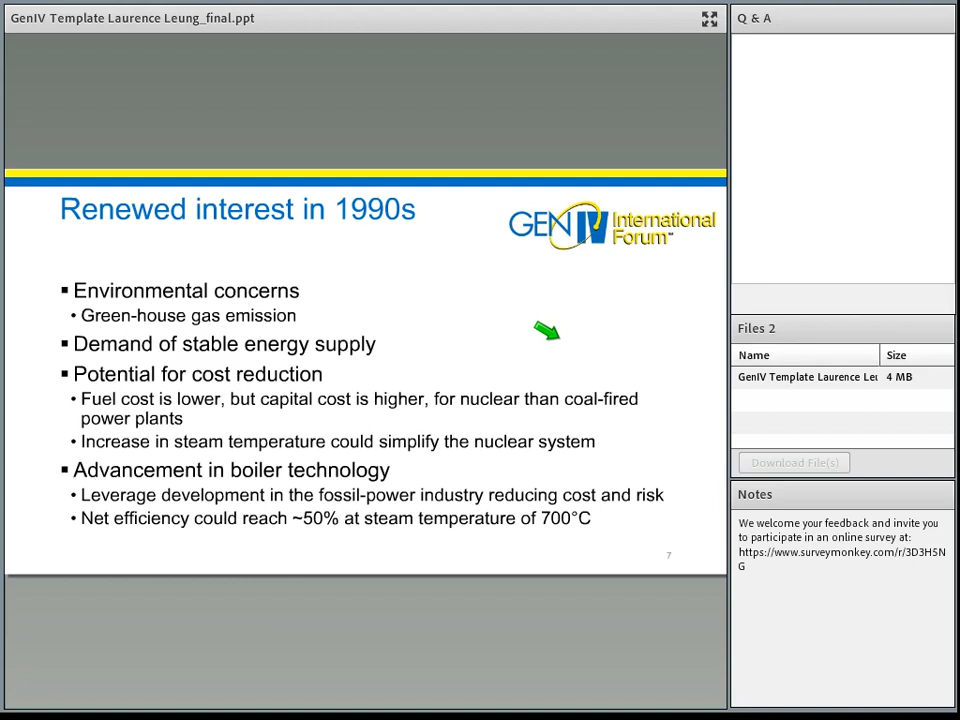 GenIV Template Laurence Leung_final.ppt
Renewed interest in 1990s
GEN IV International
Forum™
▪ Environmental concerns
• Green-house gas emission
▪ Demand of stable energy supply
▪ Potential for cost reduction
• Fuel cost is lower, but capital cost is higher, for nuclear than coal-fired
power plants
• Increase in steam temperature could simplify the nuclear system
▪ Advancement in boiler technology
• Leverage development in the fossil-power industry reducing cost and risk
• Net efficiency could reach ~50% at steam temperature of 700°C
7
Q & A
Files 2
Name Size
GenIV Template Laurence Leu 4 MB
Download File(s)
Notes
We welcome your feedback and invite you
to participate in an online survey at:
https://www.surveymonkey.com/r/3D3H5N
G